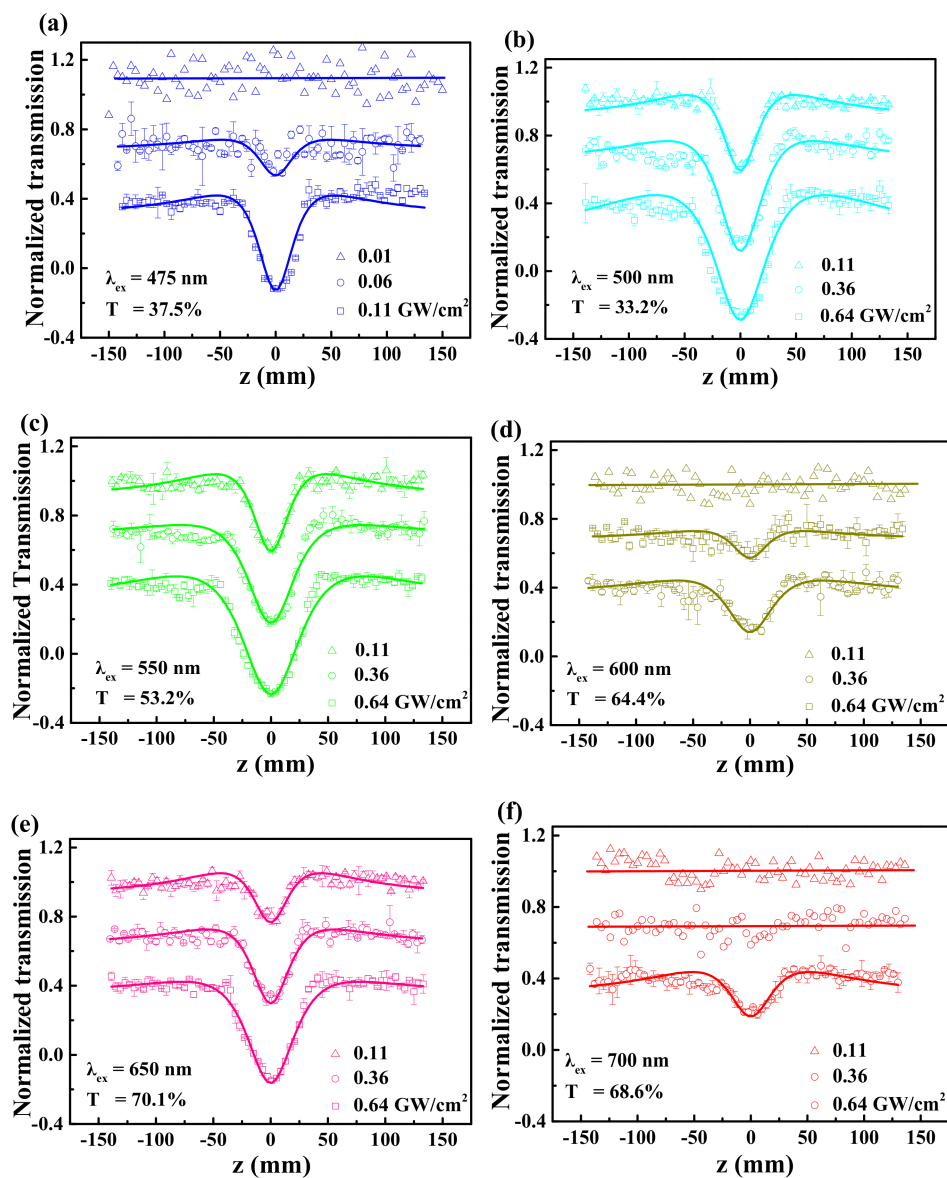 (a)
Normalized transmission
1.2
0.8
0.4
0.0
-0.4
0.01
0.06
0.11 GW/cm²
λex = 475 nm
T = 37.5%
-150 -100 -50 0 50 100 150
z (mm)
(b)
Normalized transmission
1.2
0.8
0.4
0.0
-0.4
0.11
0.36
0.64 GW/cm²
λex = 500nm
T = 33.2%
-150 -100 -50 0 50 100 150
z (mm)
(c)
Normalized Transmission
1.2
0.8
0.4
0.0
-0.4
0.11
0.36
0.64 GW/cm²
λex = 550 nm
T = 53.2%
-150 -100 -50 0 50 100 150
z (mm)
(d)
Normalized transmission
1.2
0.8
0.4
0.0
-0.4
0.11
0.36
0.64 GW/cm²
λex = 600 nm
T = 64.4%
-150 -100 -50 0 50 100 150
z (mm)
(e)
Normalized transmission
1.2
0.8
0.4
0.0
-0.4
0.11
0.36
0.64 GW/cm²
λex = 650 nm
T = 70.1%
-150 -100 -50 0 50 100 150
z (mm)
(f)
Normalized transmission
1.2
0.8
0.4
0.0
-0.4
0.11
0.36
0.64 GW/cm²
λex = 700 nm
T = 68.6%
-150 -100 -50 0 50 100 150
z (mm)